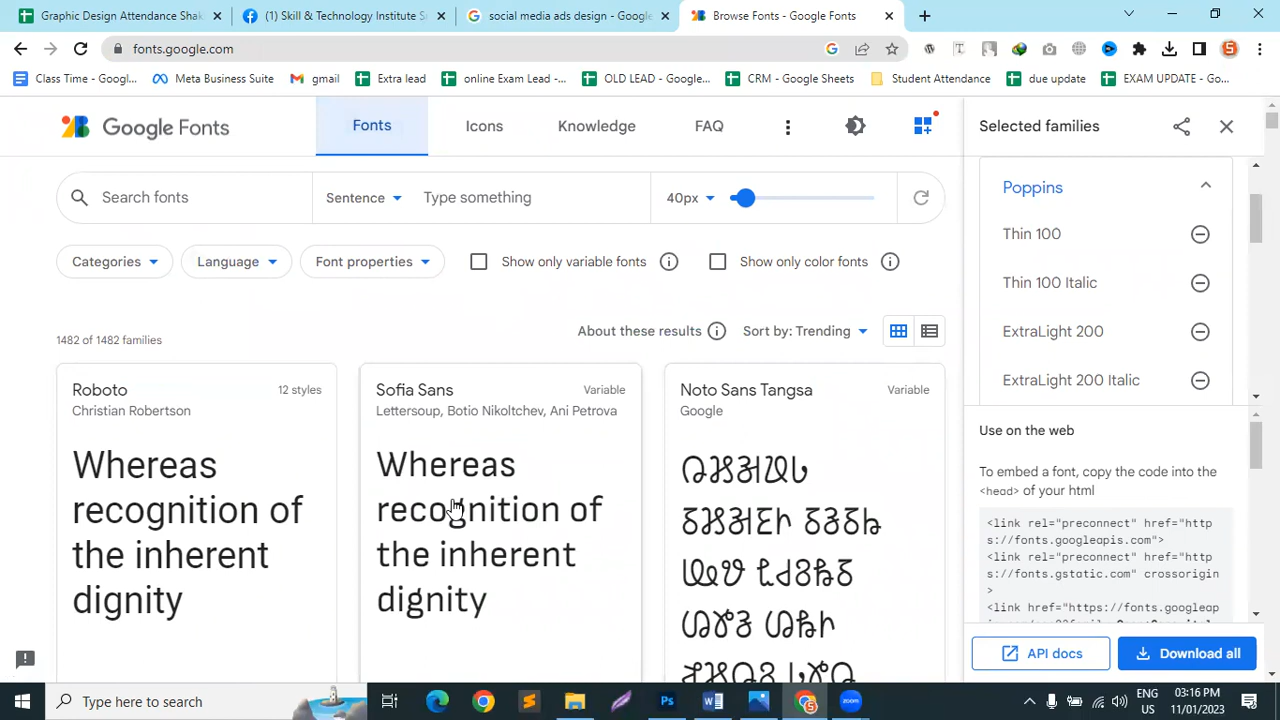 Graphic Design Attendance Shak
(1) Skill & Technology Institute S
social media ads design - Google
Browse Fonts - Google Fonts
fonts.google.com
Class Time - Googl...
Meta Business Suite
gmail
Extra lead
online Exam Lead -...
OLD LEAD - Google...
CRM - Google Sheets
Student Attendance
due update
EXAM UPDATE - Go...
Google Fonts
Fonts
Icons
Knowledge
FAQ
Selected families
Search fonts
Sentence
Type something
40px
Poppins
Thin 100
Thin 100 Italic
ExtraLight 200
ExtraLight 200 Italic
Categories
Language
Font properties
Show only variable fonts
Show only color fonts
1482 of 1482 families
About these results
Sort by: Trending
Roboto
12 styles
Christian Robertson
Whereas
recognition of
the inherent
dignity
Sofia Sans
Variable
Lettersoup, Botio Nikoltchev, Ani Petrova
Whereas
recognition of
the inherent
dignity
Noto Sans Tangsa
Variable
Google
Use on the web
To embed a font, copy the code into the
<head> of your html
<link rel="preconnect" href="http
s://fonts.googleapis.com">
<link rel="preconnect" href="http
s://fonts.gstatic.com" crossorigin
>
<link href="https://fonts.googleap
API docs
Download all
Type here to search
ENG
US
03:16 PM
11/01/2023